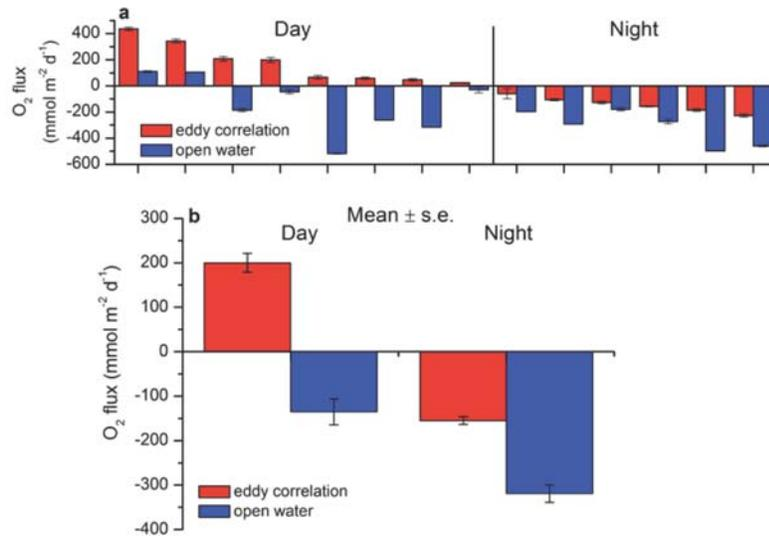 a
Day
Night
400
200
0
-200
-400
-600
O₂ flux
(mmol m⁻² d⁻¹)
eddy correlation
open water
b
Mean ± s.e.
Day
Night
300
200
100
0
-100
-200
-300
-400
O₂ flux (mmol m⁻² d⁻¹)
eddy correlation
open water